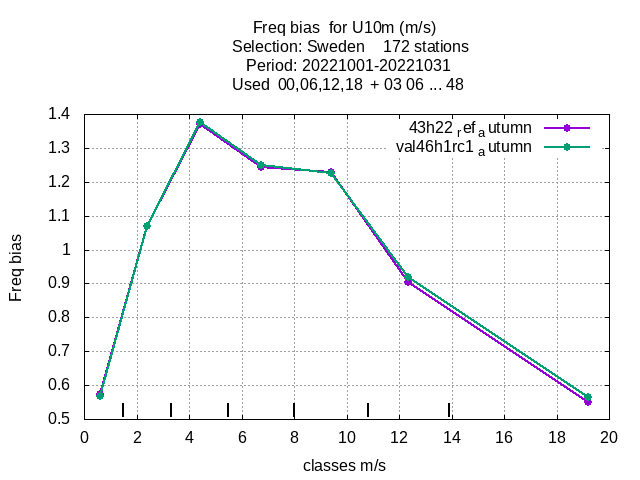 Freq bias  for U10m (m/s)
Selection: Sweden    172 stations
Period: 20221001-20221031
Used  00,06,12,18  + 03 06 ... 48
43h22 ref a utumn
val46h1rc1 a utumn
1.4
1.3
1.2
1.1
1
0.9
0.8
0.7
0.6
0.5
Freq bias
0 2 4 6 8 10 12 14 16 18 20
classes m/s